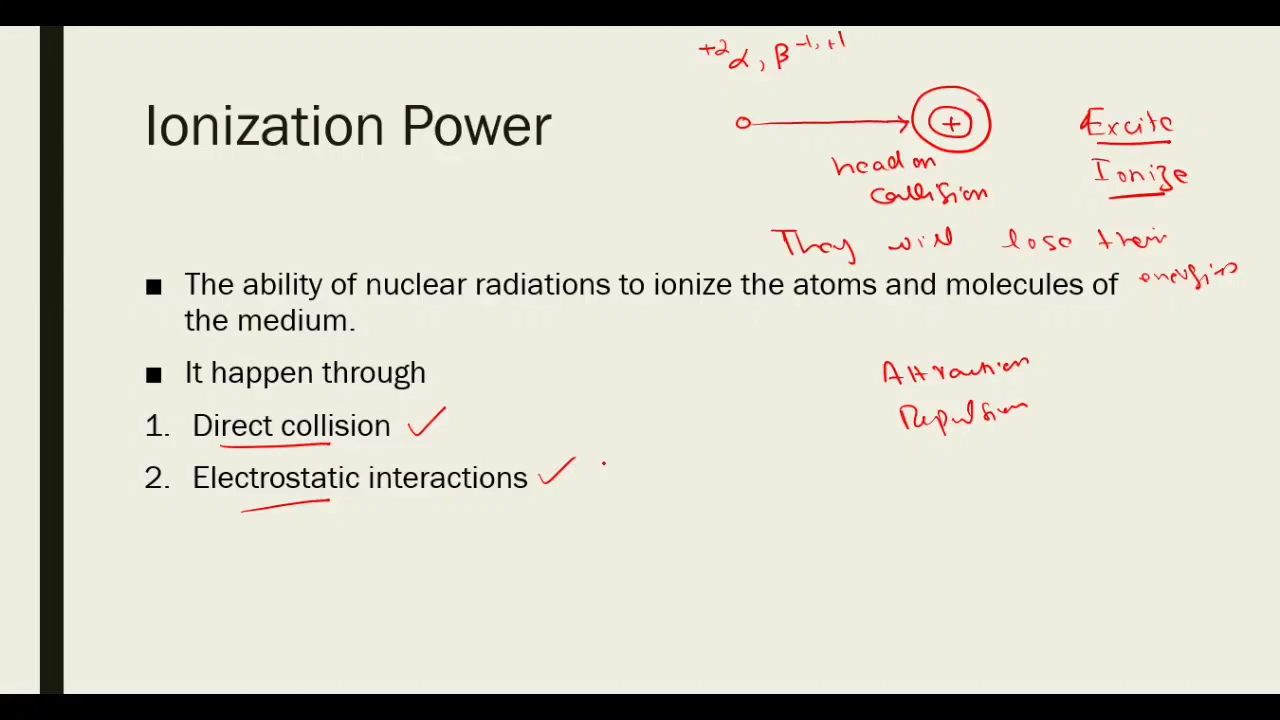 +2α, β-1, +1
Ionization Power
+
Excite
head on
Collision
Ionize
They will lose their
energies
■ The ability of nuclear radiations to ionize the atoms and molecules of
the medium.
■ It happen through
Attraction
Repulsion
1. Direct collision ✓
2. Electrostatic interactions ✓